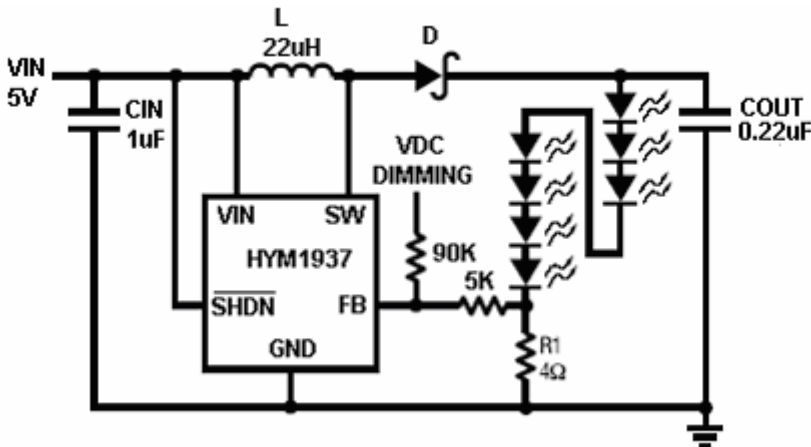 L
22uH
D
VIN
5V
CIN
1uF
COUT
0.22uF
VDC
DIMMING
VIN
SW
HYM1937
90K
5K
SHDN
FB
GND
R1
4Ω